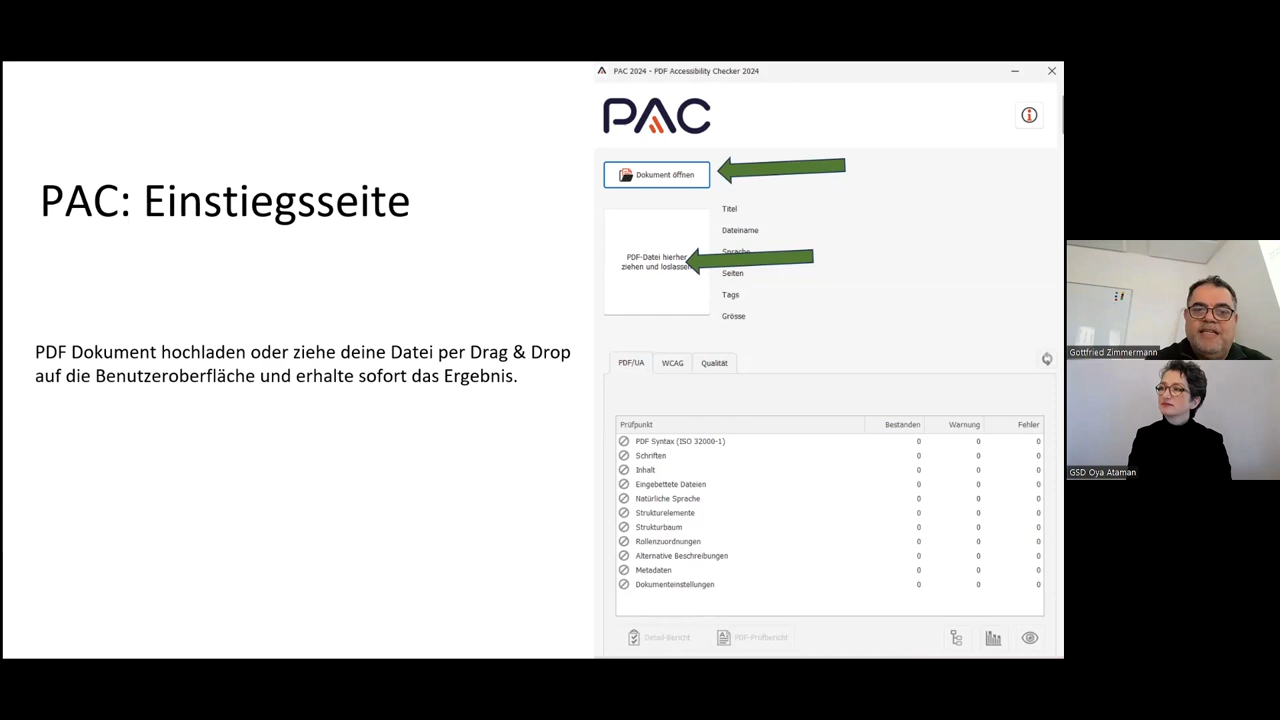 PAC: Einstiegsseite
PDF Dokument hochladen oder ziehe deine Datei per Drag & Drop
auf die Benutzeroberfläche und erhalte sofort das Ergebnis.
PAC 2024 - PDF Accessibility Checker 2024
PAC
Dokument öffnen
PDF-Datei hierher
ziehen und loslassen
Titel
Dateiname
Sprache
Seiten
Tags
Grösse
PDF/UA WCAG Qualität
Prüfpunkt Bestanden Warnung Fehler
PDF Syntax (ISO 32000-1) 0 0 0
Schriften 0 0 0
Inhalt 0 0 0
Eingebettete Dateien 0 0 0
Natürliche Sprache 0 0 0
Strukturelemente 0 0 0
Strukturbaum 0 0 0
Rollenzuordnungen 0 0 0
Alternative Beschreibungen 0 0 0
Metadaten 0 0 0
Dokumenteinstellungen 0 0 0
Detail-Bericht PDF-Prüfbericht
Gottfried Zimmermann
GSD Oya Ataman